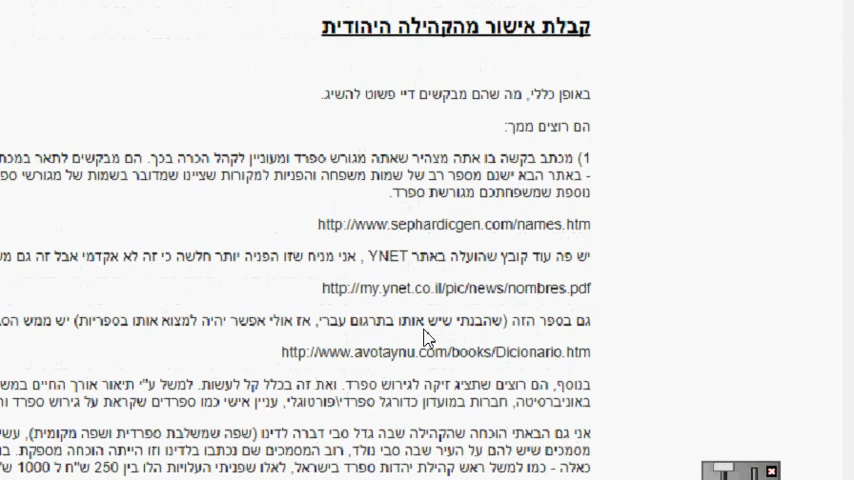 קבלת אישור מהקהילה היהודית
באופן כללי, מה שהם מבקשים דיי פשוט להשיג.
הם רוצים ממך:
1) מכתב בקשה בו אתה מצהיר שאתה מגורש ספרד ומעוניין לקהל הכרה בכך. הם מבקשים לתאר במכת
- באתר הבא ישנם מספר רב של שמות משפחה והפניות למקורות שציינו שמדובר בשמות של מגורשי ספ
נוספת שמשפחתכם מגורשת ספרד.
http://www.sephardicgen.com/names.htm
יש פה עוד קובץ שהועלה באתר YNET , אני מניח שזו הפניה יותר חלשה כי זה לא אקדמי אבל זה גם מש
http://my.ynet.co.il/pic/news/nombres.pdf
גם בספר הזה (שהבנתי שיש אותו בתרגום עברי, אז אולי אפשר יהיה למצוא אותו בספריות) יש ממש הס
http://www.avotaynu.com/books/Dicionario.htm
בנוסף, הם רוצים שתציג זיקה לגירוש ספרד. ואת זה בכלל קל לעשות. למשל ע"י תיאור אורך החיים במש
באוניברסיטה, חברות במועדון כדורגל ספרדי\פורטוגלי, עניין אישי כמו ספרדים שקראת על גירוש ספרד ור
אני גם הבאתי הוכחה שהקהילה שבה גדל סבי דברה לדינו (שפה שמשלבת ספרדית ושפה מקומית), עשי
מסמכים שיש להם על העיר שבה סבי נולד, רוב המסמכים שם נכתבו בלדינו וזו הייתה הוכחה מספקת. בנ
כאלה - כמו למשל ראש קהילת יהדות ספרד בישראל, לאלו שפניתי העלויות הלו בין 250 ש"ח ל 1000 ש"